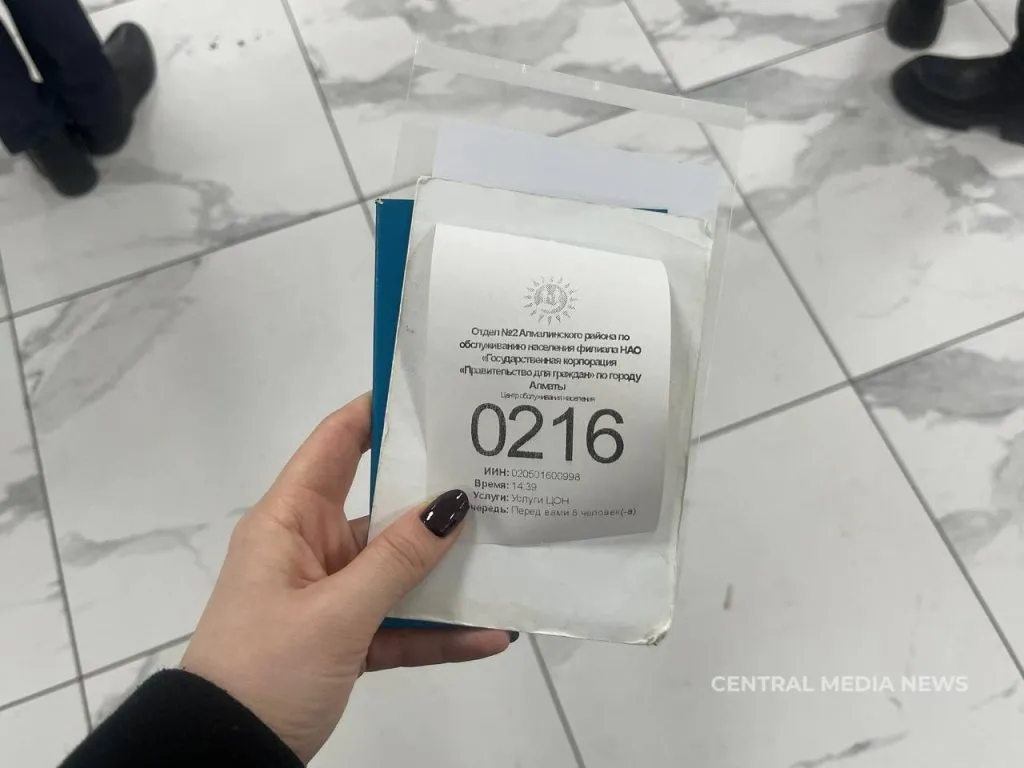 Отдел №2 Алмалинского района по
обслуживанию населения филиала НАО
«Государственная корпорация
«Правительство для граждан» по городу
Алматы
Центр обслуживания населения
0216
ИИН: 020501600998
Время: 14:39
Услуги: Услуги ЦОН
чередь: Перед вами 6 человек(-а)
CENTRAL MEDIA NEWS